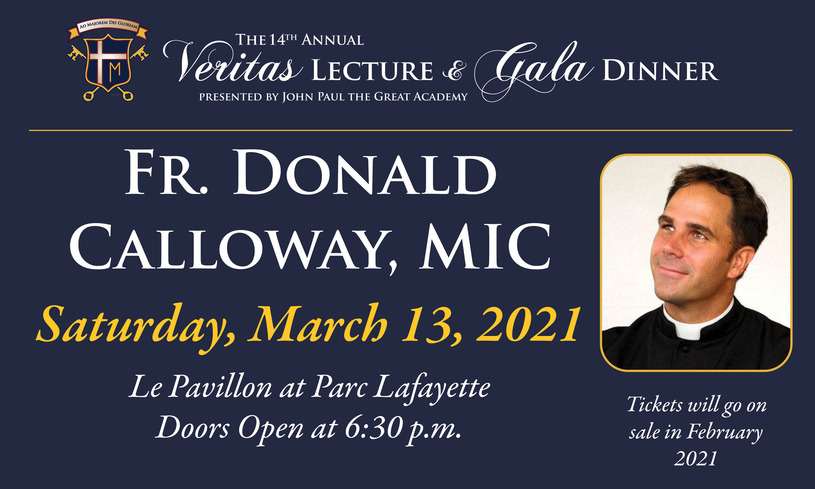 AD MAJOREM DEI GLORIAM
M
THE 14TH ANNUAL
Veritas LECTURE & Gala DINNER
PRESENTED BY JOHN PAUL THE GREAT ACADEMY
FR. DONALD
CALLOWAY, MIC
Saturday, March 13, 2021
Le Pavillon at Parc Lafayette
Doors Open at 6:30 p.m.
Tickets will go on
sale in February
2021